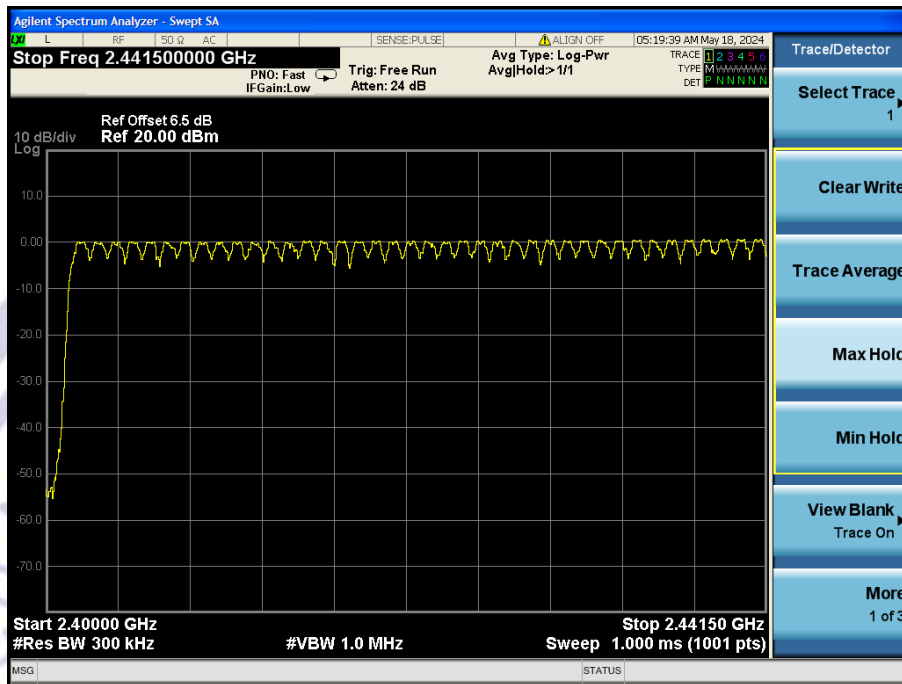 Agilent Spectrum Analyzer - Swept SA
LXI L RF 50 Ω AC SENSE:PULSE ALIGN OFF 05:19:39 AM May 18, 2024
Stop Freq 2.441500000 GHz
PNO: Fast
IFGain:Low
Trig: Free Run
Atten: 24 dB
Avg Type: Log-Pwr
Avg|Hold:>1/1
TRACE 1 2 3 4 5 6
TYPE M W W W W W
DET P N N N N N
Ref Offset 6.5 dB
10 dB/div Ref 20.00 dBm
Log
10.0
0.00
-10.0
-20.0
-30.0
-40.0
-50.0
-60.0
-70.0
Start 2.40000 GHz Stop 2.44150 GHz
#Res BW 300 kHz #VBW 1.0 MHz Sweep 1.000 ms (1001 pts)
MSG STATUS
Trace/Detector
Select Trace
1
Clear Write
Trace Average
Max Hold
Min Hold
View Blank
Trace On
More
1 of 3